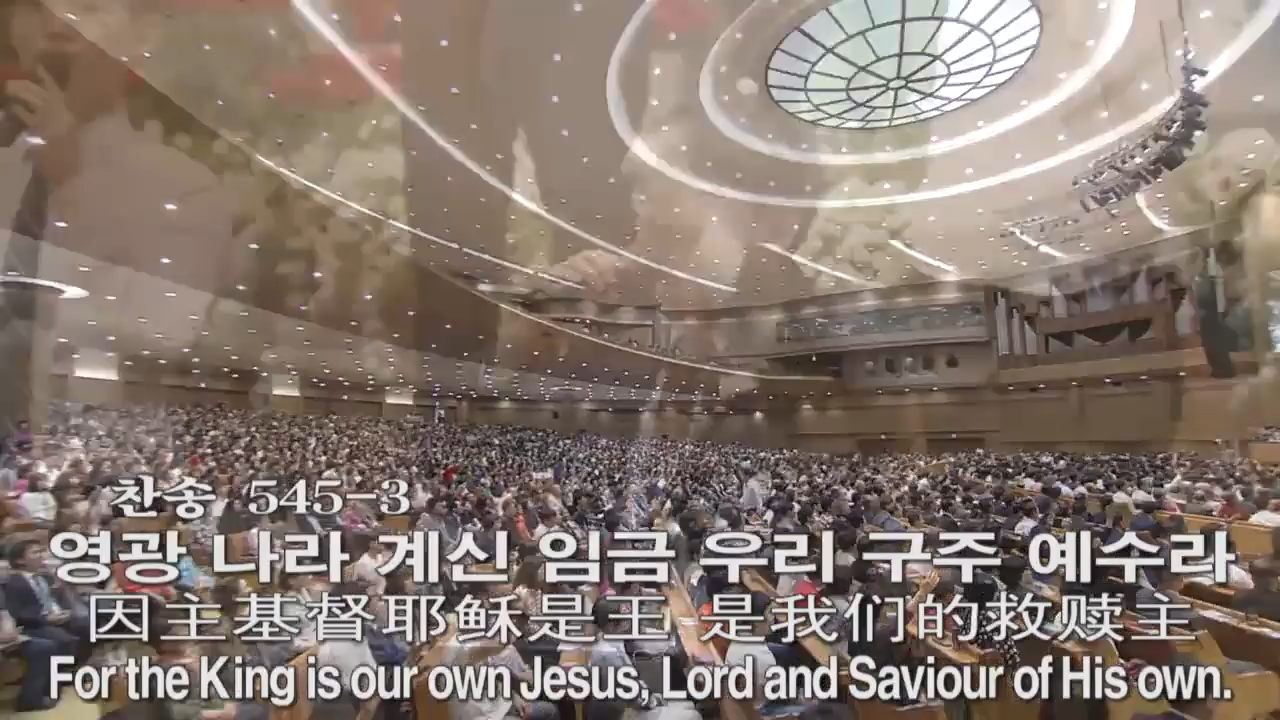 찬송 545-3
영광 나라 계신 임금 우리 구주 예수라
因主基督耶稣是王 是我们的救赎主
For the King is our own Jesus, Lord and Saviour of His own.